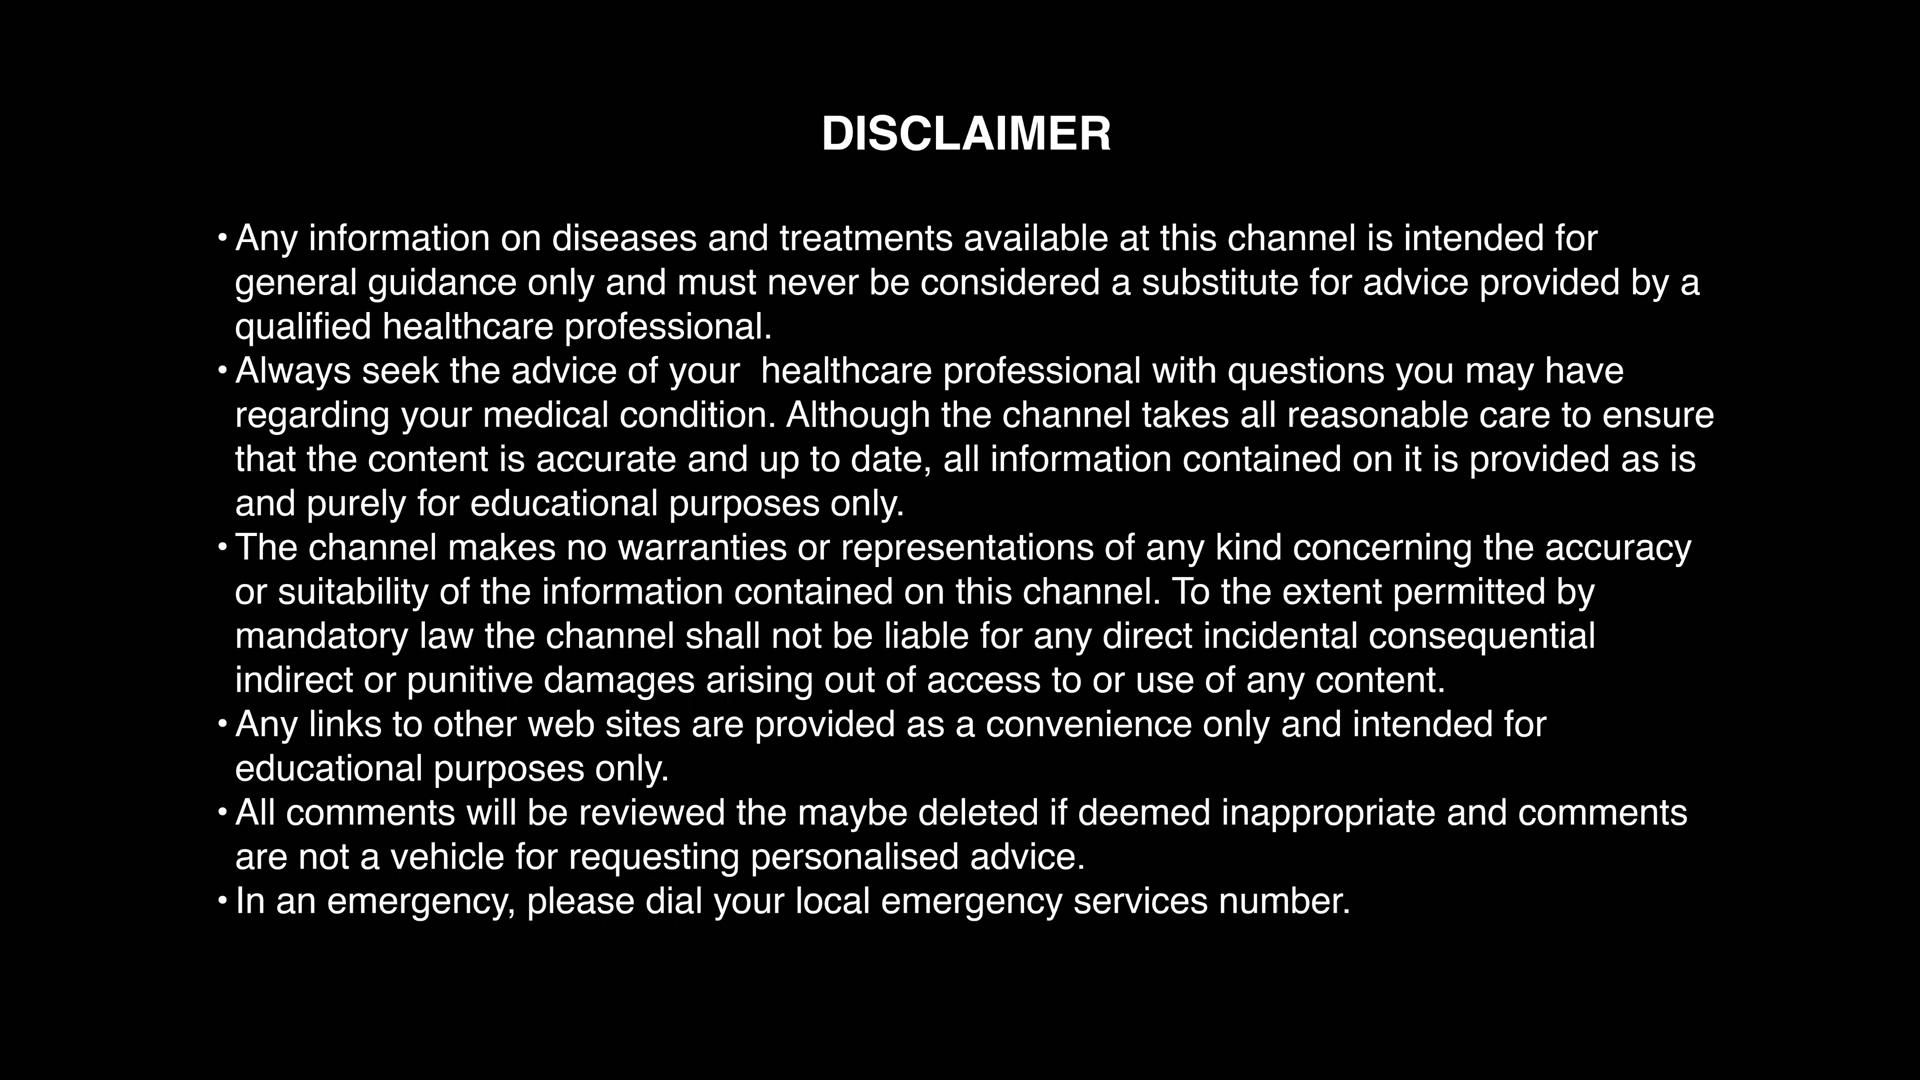 DISCLAIMER
• Any information on diseases and treatments available at this channel is intended for
general guidance only and must never be considered a substitute for advice provided by a
qualified healthcare professional.
• Always seek the advice of your  healthcare professional with questions you may have
regarding your medical condition. Although the channel takes all reasonable care to ensure
that the content is accurate and up to date, all information contained on it is provided as is
and purely for educational purposes only.
• The channel makes no warranties or representations of any kind concerning the accuracy
or suitability of the information contained on this channel. To the extent permitted by
mandatory law the channel shall not be liable for any direct incidental consequential
indirect or punitive damages arising out of access to or use of any content.
• Any links to other web sites are provided as a convenience only and intended for
educational purposes only.
• All comments will be reviewed the maybe deleted if deemed inappropriate and comments
are not a vehicle for requesting personalised advice.
• In an emergency, please dial your local emergency services number.